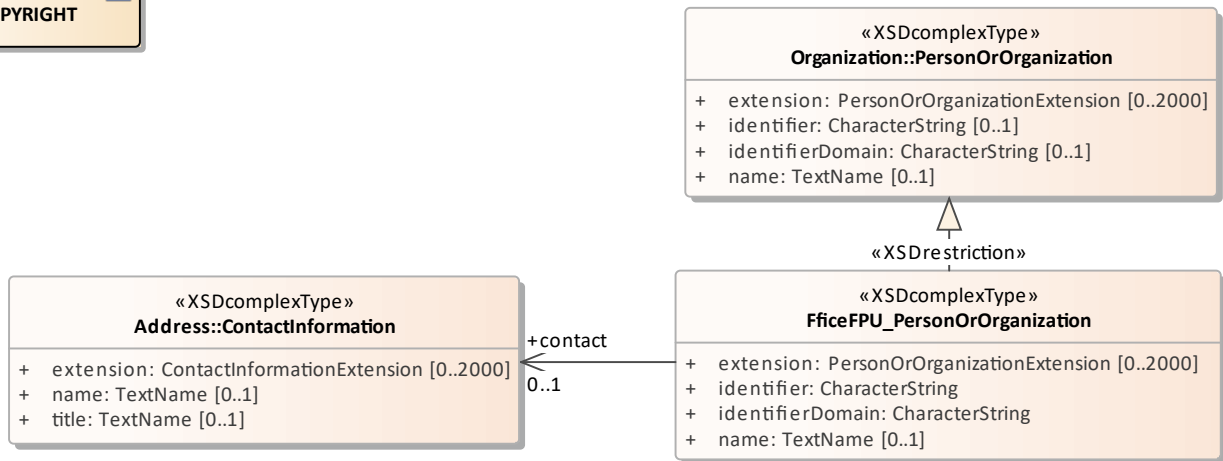 PYRIGHT
«XSDcomplexType»
Organization::PersonOrOrganization
+ extension: PersonOrOrganizationExtension [0..2000]
+ identifier: CharacterString [0..1]
+ identifierDomain: CharacterString [0..1]
+ name: TextName [0..1]
«XSDrestriction»
«XSDcomplexType»
Address::ContactInformation
+ extension: ContactInformationExtension [0..2000]
+ name: TextName [0..1]
+ title: TextName [0..1]
+contact
0..1
«XSDcomplexType»
FficeFPU_PersonOrOrganization
+ extension: PersonOrOrganizationExtension [0..2000]
+ identifier: CharacterString
+ identifierDomain: CharacterString
+ name: TextName [0..1]